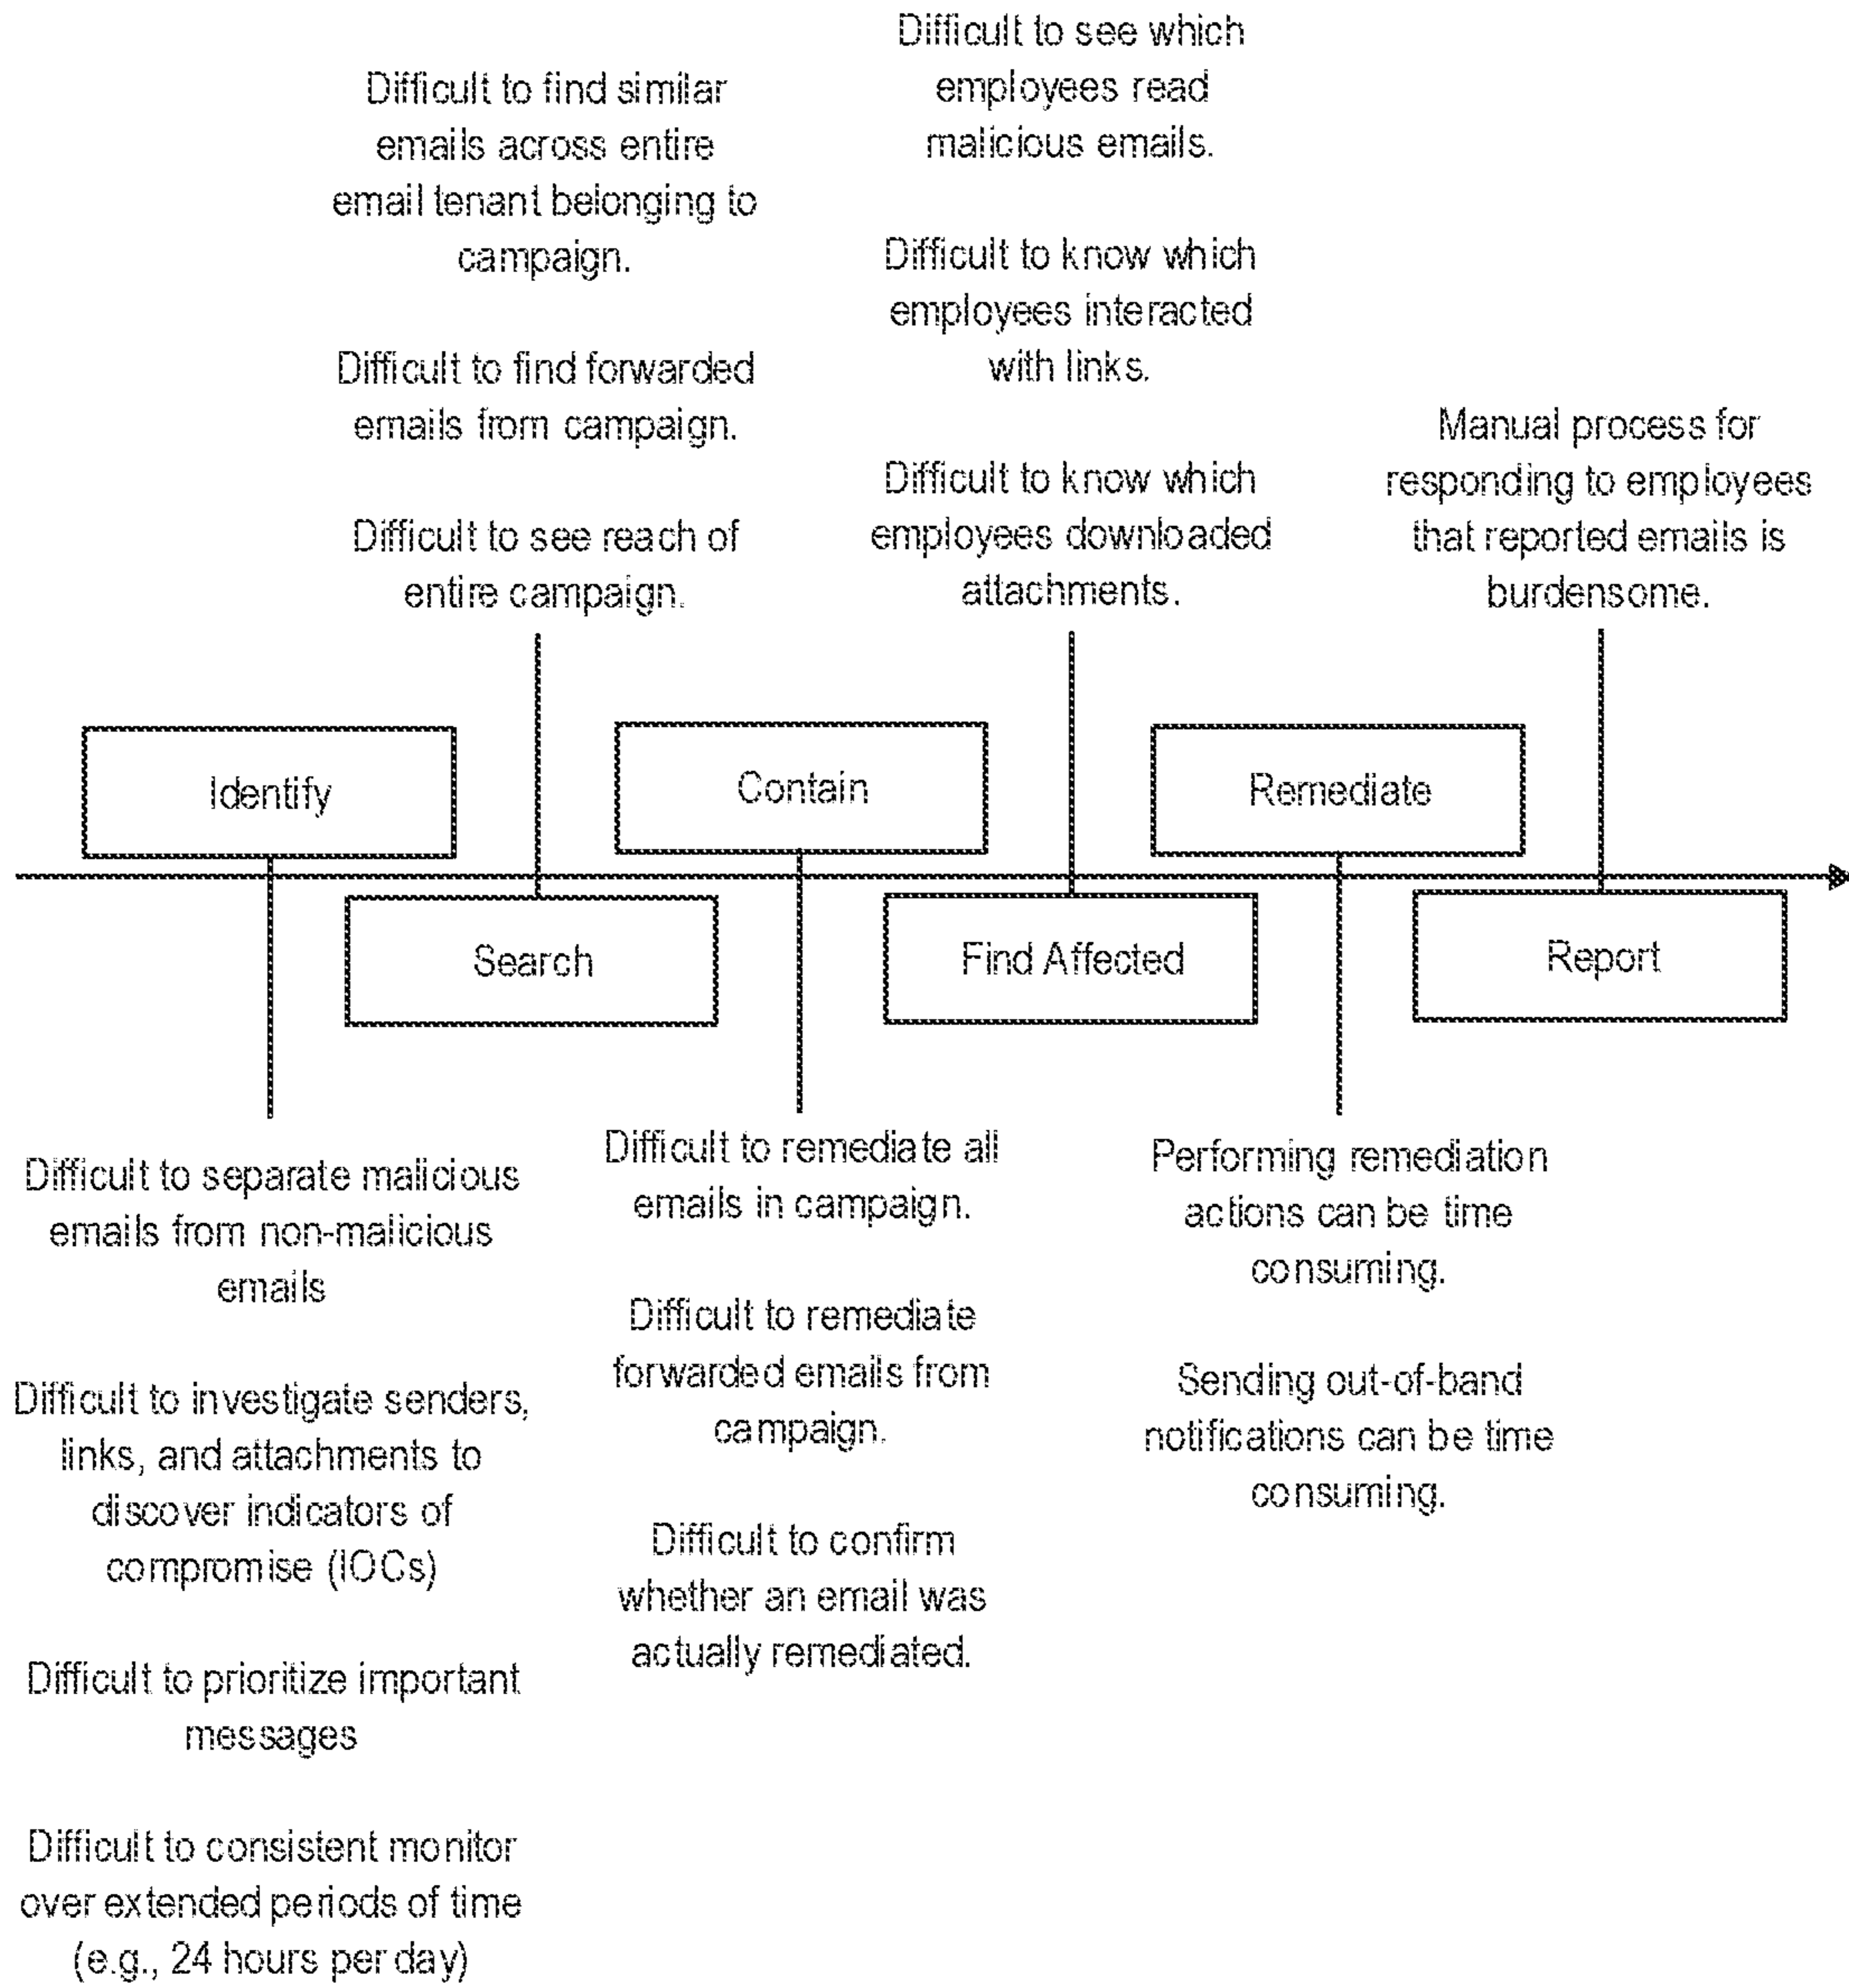 Difficult to find similar
emails across entire
email tenant belonging to
campaign.
Difficult to find forwarded
emails from campaign.
Difficult to see reach of
entire campaign.
Difficult to see which
employees read
malicious emails.
Difficult to know which
employees interacted
with links.
Difficult to know which
employees downloaded
attachments.
Manual process for
responding to employees
that reported emails is
burdensome.
Identify
Contain
Remediate
Search
Find Affected
Report
Difficult to separate malicious
emails from non-malicious
emails
Difficult to investigate senders,
links, and attachments to
discover indicators of
compromise (IOCs)
Difficult to prioritize important
messages
Difficult to consistent monitor
over extended periods of time
(e.g., 24 hours per day)
Difficult to remediate all
emails in campaign.
Difficult to remediate
forwarded emails from
campaign.
Difficult to confirm
whether an email was
actually remediated.
Performing remediation
actions can be time
consuming.
Sending out-of-band
notifications can be time
consuming.